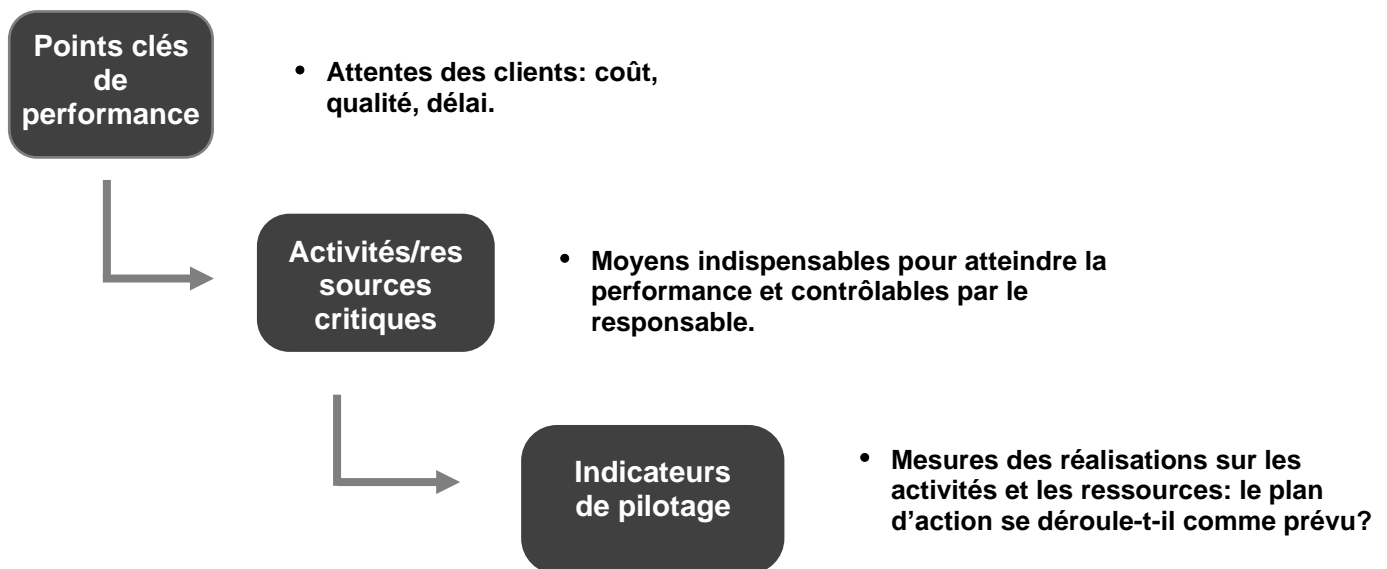 Points clés
de
performance
• Attentes des clients: coût,
qualité, délai.
Activités/res
sources
critiques
• Moyens indispensables pour atteindre la
performance et contrôlables par le
responsable.
Indicateurs
de pilotage
• Mesures des réalisations sur les
activités et les ressources: le plan
d’action se déroule-t-il comme prévu?